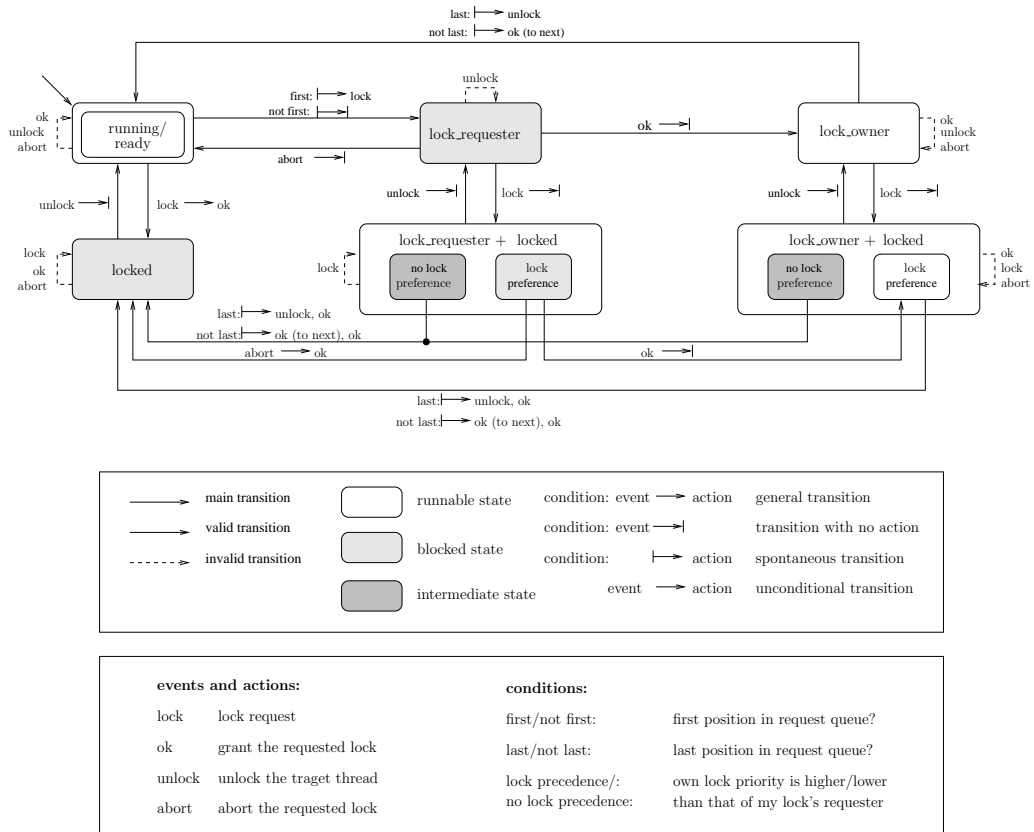 last: unlock
not last: ok (to next)
unlock
first: lock
not first:
ok
unlock
abort
running/
ready
lock_requester
ok
lock_owner
ok
unlock
abort
abort
unlock
lock ok
unlock
lock
unlock
lock
lock
ok
abort
locked
lock
lock_requester + locked
no lock
preference
lock
preference
lock_owner + locked
no lock
preference
lock
preference
ok
lock
abort
last: unlock, ok
not last: ok (to next), ok
abort ok
ok
last: unlock, ok
not last: ok (to next), ok
main transition
valid transition
invalid transition
runnable state
blocked state
intermediate state
condition: event action general transition
condition: event transition with no action
condition: action spontaneous transition
event action unconditional transition
events and actions:
lock lock request
ok grant the requested lock
unlock unlock the traget thread
abort abort the requested lock
conditions:
first/not first: first position in request queue?
last/not last: last position in request queue?
lock precedence/: own lock priority is higher/lower
no lock precedence: than that of my lock's requester